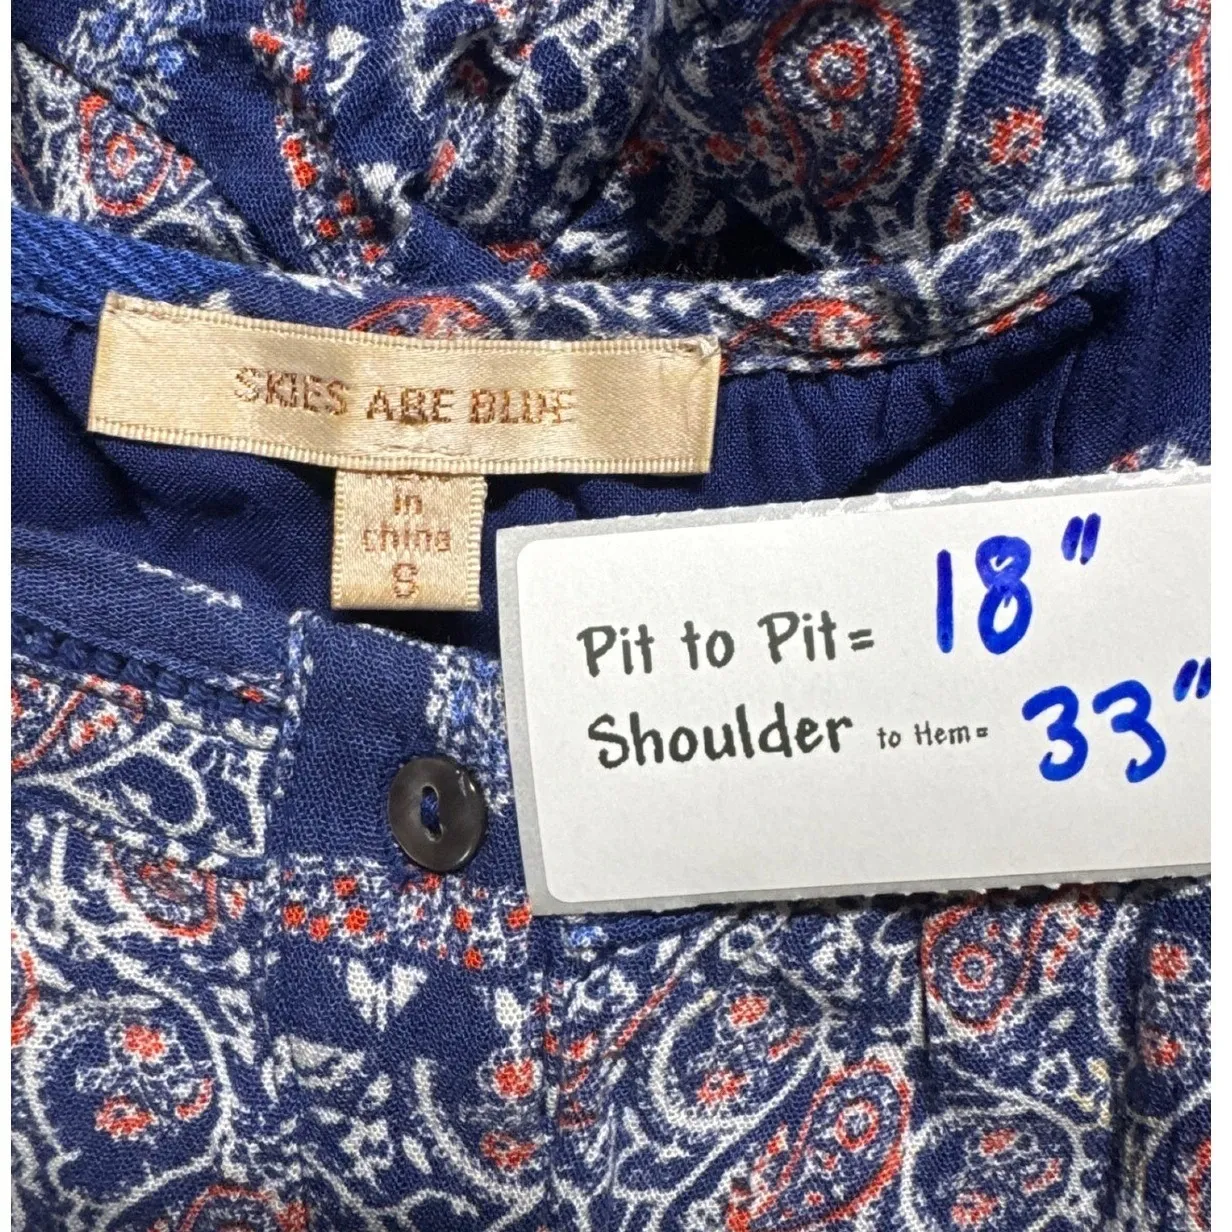 SKIES ARE BLUE
in
china
S
Pit to Pit = 18"
Shoulder to Hem = 33"